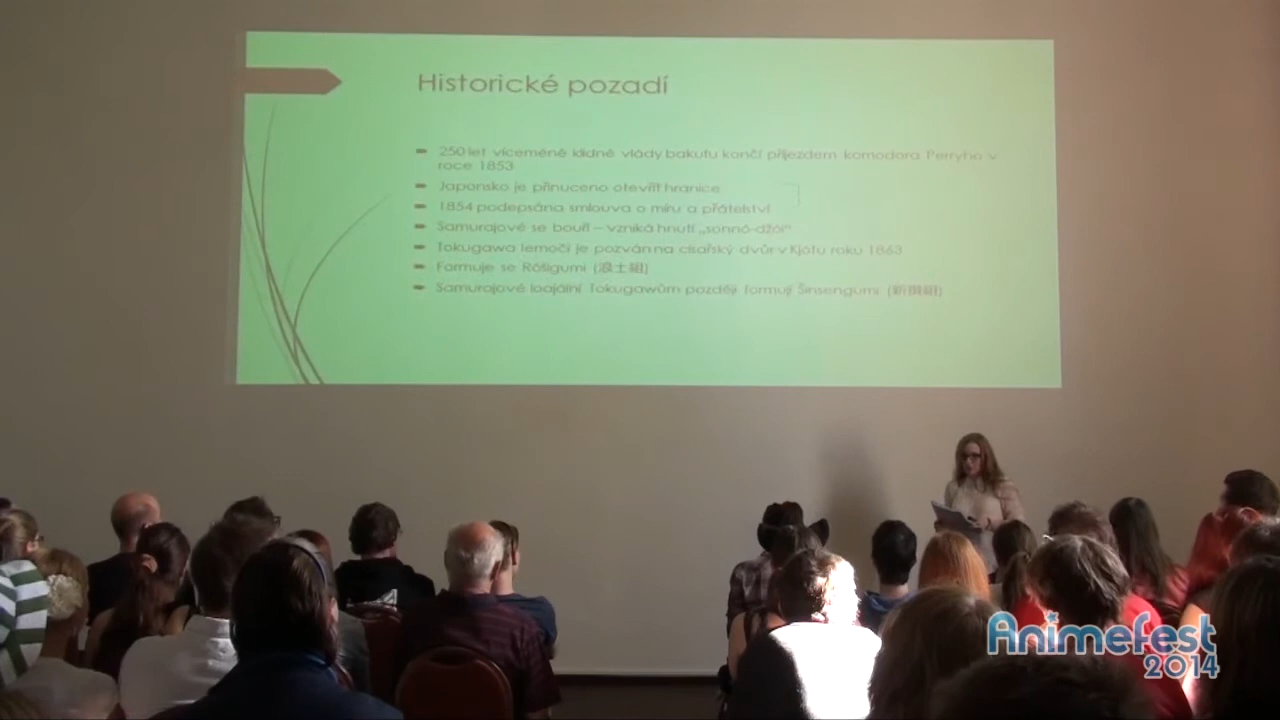 Historické pozadí
250 let víceméně klidné vlády bakufu končí příjezdem komodora Perryho v
roce 1853
Japonsko je přinuceno otevřít hranice
1854 podepsána smlouva o míru a přátelství
Samurajové se bouří – vzniká hnutí „sonnó-džói“
Tokugawa Iemoči je pozván na císařský dvůr v Kjótu roku 1863
Formuje se Róšigumi (浪士組)
Samurajové loajální Tokugawům později formují Šinsengumi (新撰組)
Animefest
2014